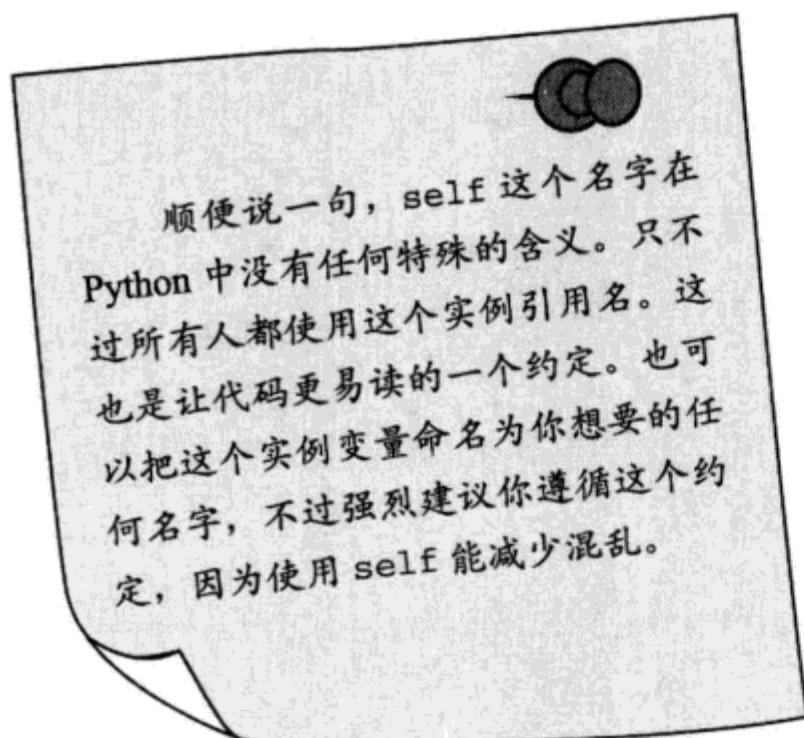 顺便说一句，self 这个名字在
Python 中没有任何特殊的含义。只不
过所有人都使用这个实例引用名。这
也是让代码更易读的一个约定。也可
以把这个实例变量命名为你想要的任
何名字，不过强烈建议你遵循这个约
定，因为使用 self 能减少混乱。